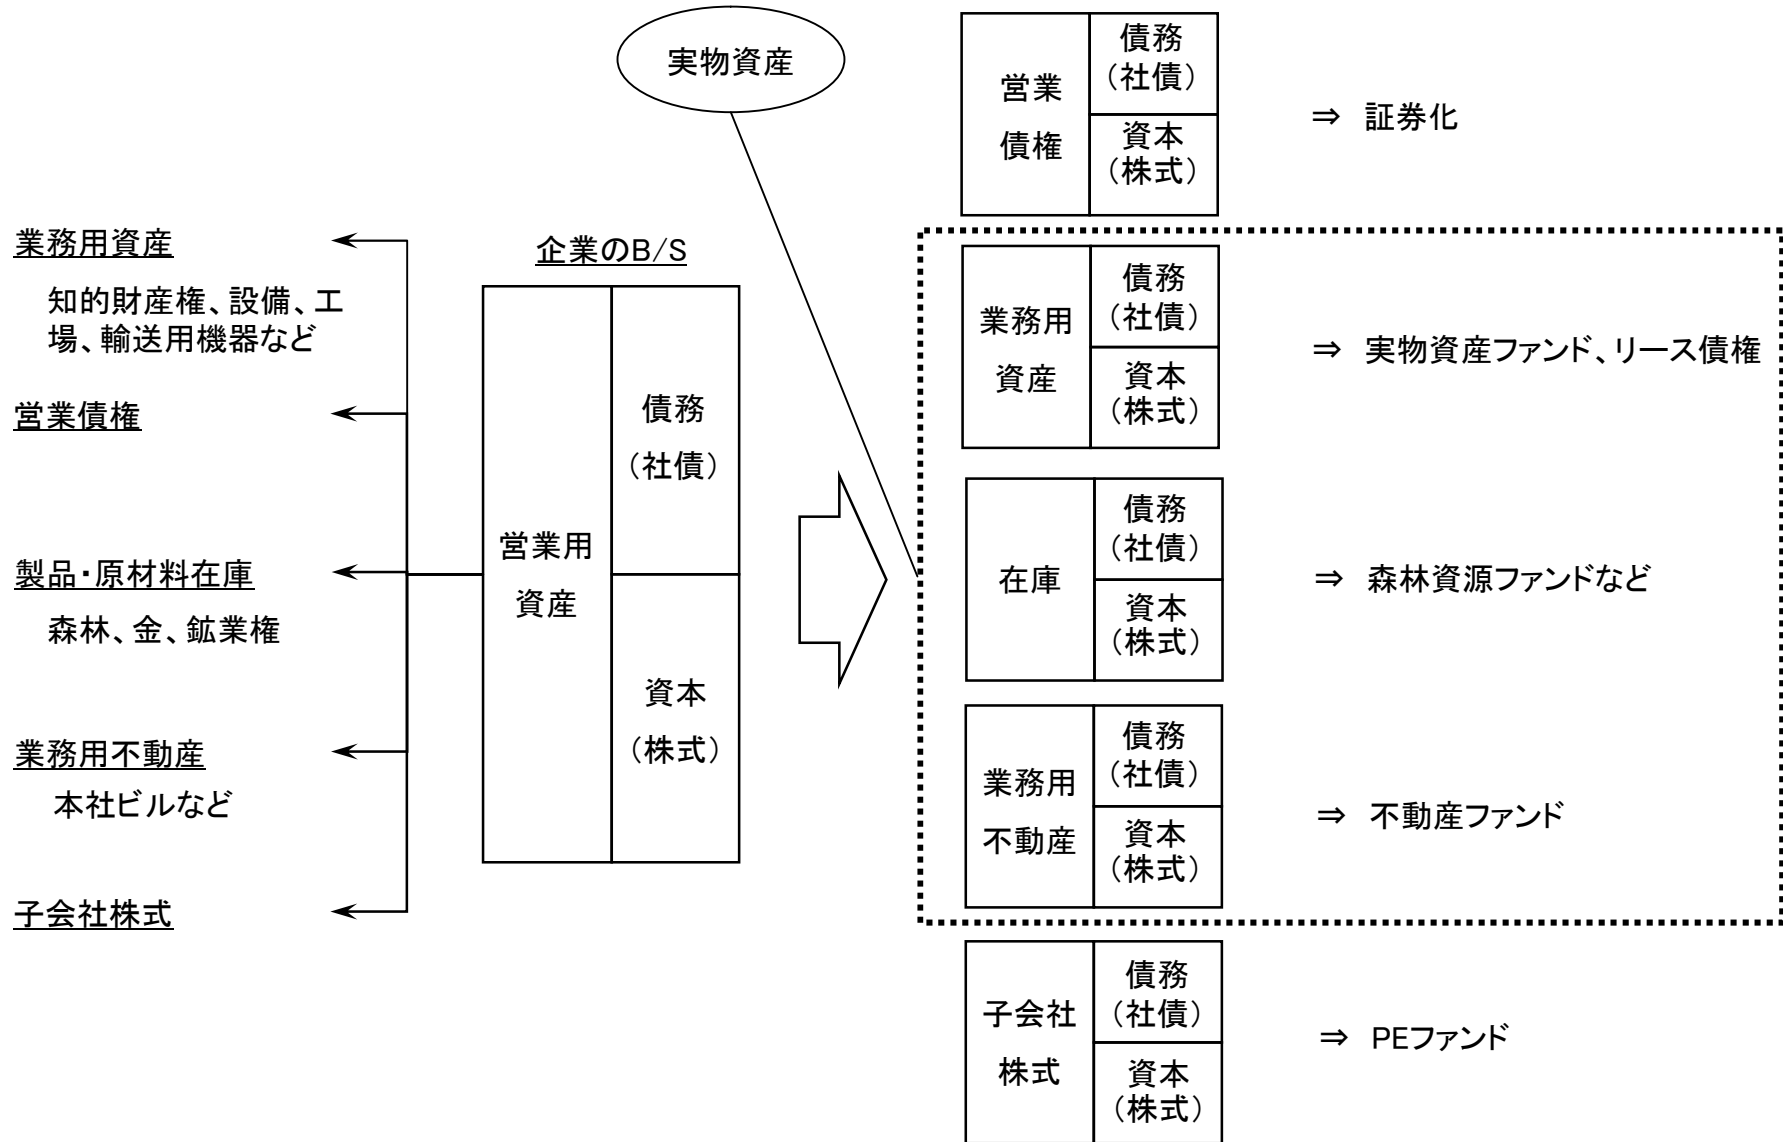 実物資産
業務用資産
知的財産権、設備、工
場、輸送用機器など
営業債権
製品・原材料在庫
森林、金、鉱業権
業務用不動産
本社ビルなど
子会社株式
企業のB/S
営業用
資産
債務
（社債）
資本
（株式）
営業
債権
債務
（社債）
資本
（株式）
⇒ 証券化
業務用
資産
債務
（社債）
資本
（株式）
⇒ 実物資産ファンド、リース債権
在庫
債務
（社債）
資本
（株式）
⇒ 森林資源ファンドなど
業務用
不動産
債務
（社債）
資本
（株式）
⇒ 不動産ファンド
子会社
株式
債務
（社債）
資本
（株式）
⇒ PEファンド